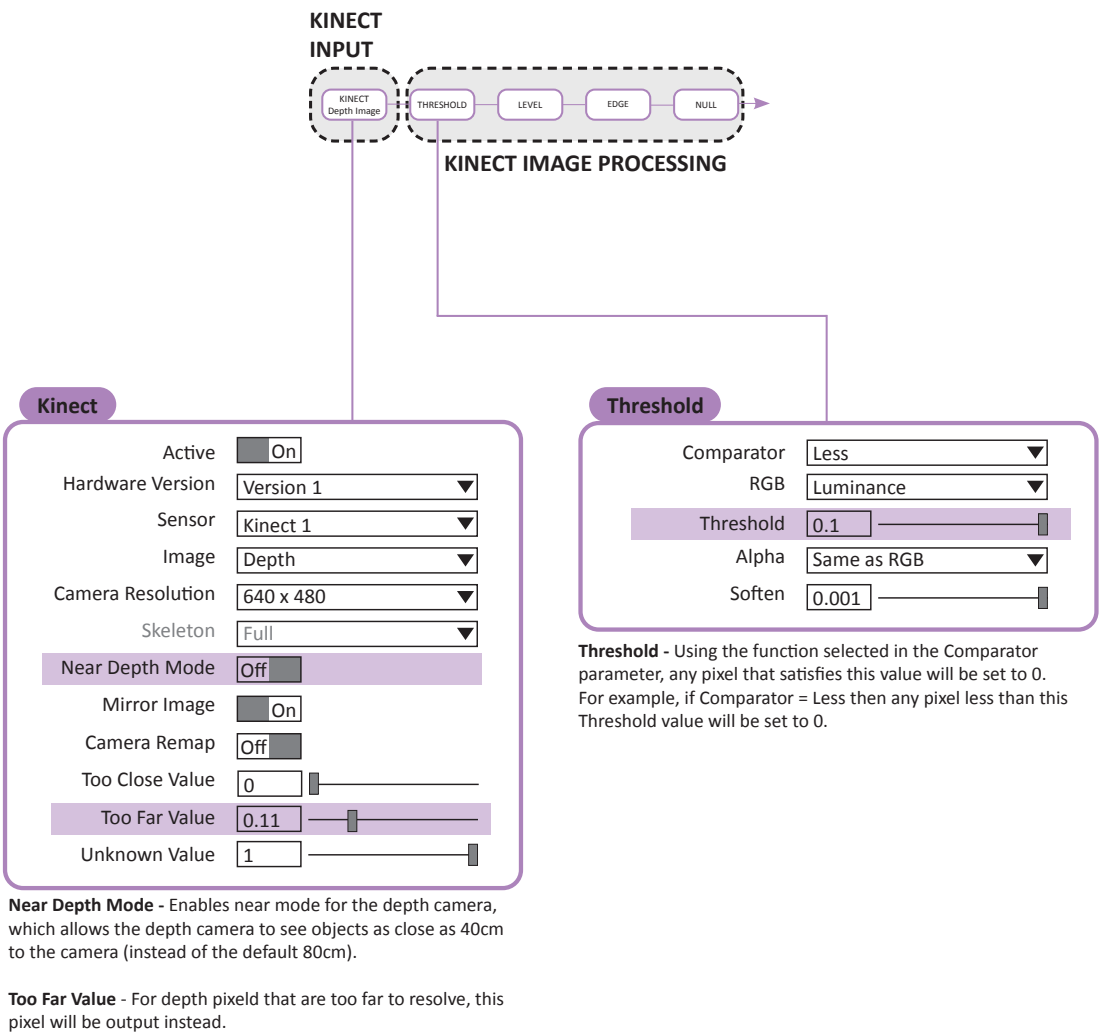 KINECT
INPUT
KINECT
Depth Image
THRESHOLD
LEVEL
EDGE
NULL
KINECT IMAGE PROCESSING
Kinect
Active On
Hardware Version Version 1
Sensor Kinect 1
Image Depth
Camera Resolution 640 x 480
Skeleton Full
Near Depth Mode Off
Mirror Image On
Camera Remap Off
Too Close Value 0
Too Far Value 0.11
Unknown Value 1
Near Depth Mode - Enables near mode for the depth camera,
which allows the depth camera to see objects as close as 40cm
to the camera (instead of the default 80cm).
Too Far Value - For depth pixeld that are too far to resolve, this
pixel will be output instead.
Threshold
Comparator Less
RGB Luminance
Threshold 0.1
Alpha Same as RGB
Soften 0.001
Threshold - Using the function selected in the Comparator
parameter, any pixel that satisfies this value will be set to 0.
For example, if Comparator = Less then any pixel less than this
Threshold value will be set to 0.